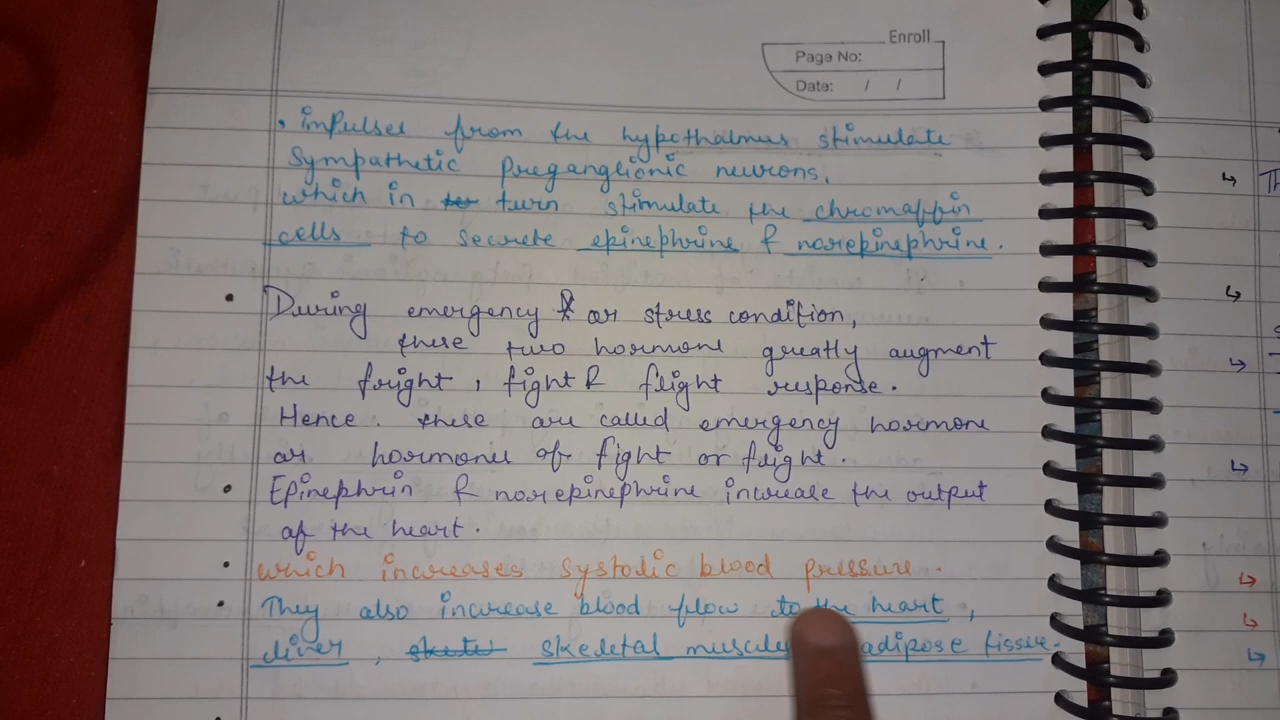 Enroll
Page No:
Date: / /
. impulses from the hypothalmus stimulate
Sympathetic Preganglionic neurons.
which in turn stimulate the chromaffin
cells to secrete epinephrine & norepinephrine.
• During emergency or stress condition,
these two hormone greatly augment
the fright, fight & flight response.
Hence. these are called emergency hormone
or hormones of fight or flight.
• Epinephrin & norepinephrine increase the output
of the heart.
• which increases systolic blood pressure.
• They also increase blood flow to the heart,
liver, skeletal muscles adipose tissue.